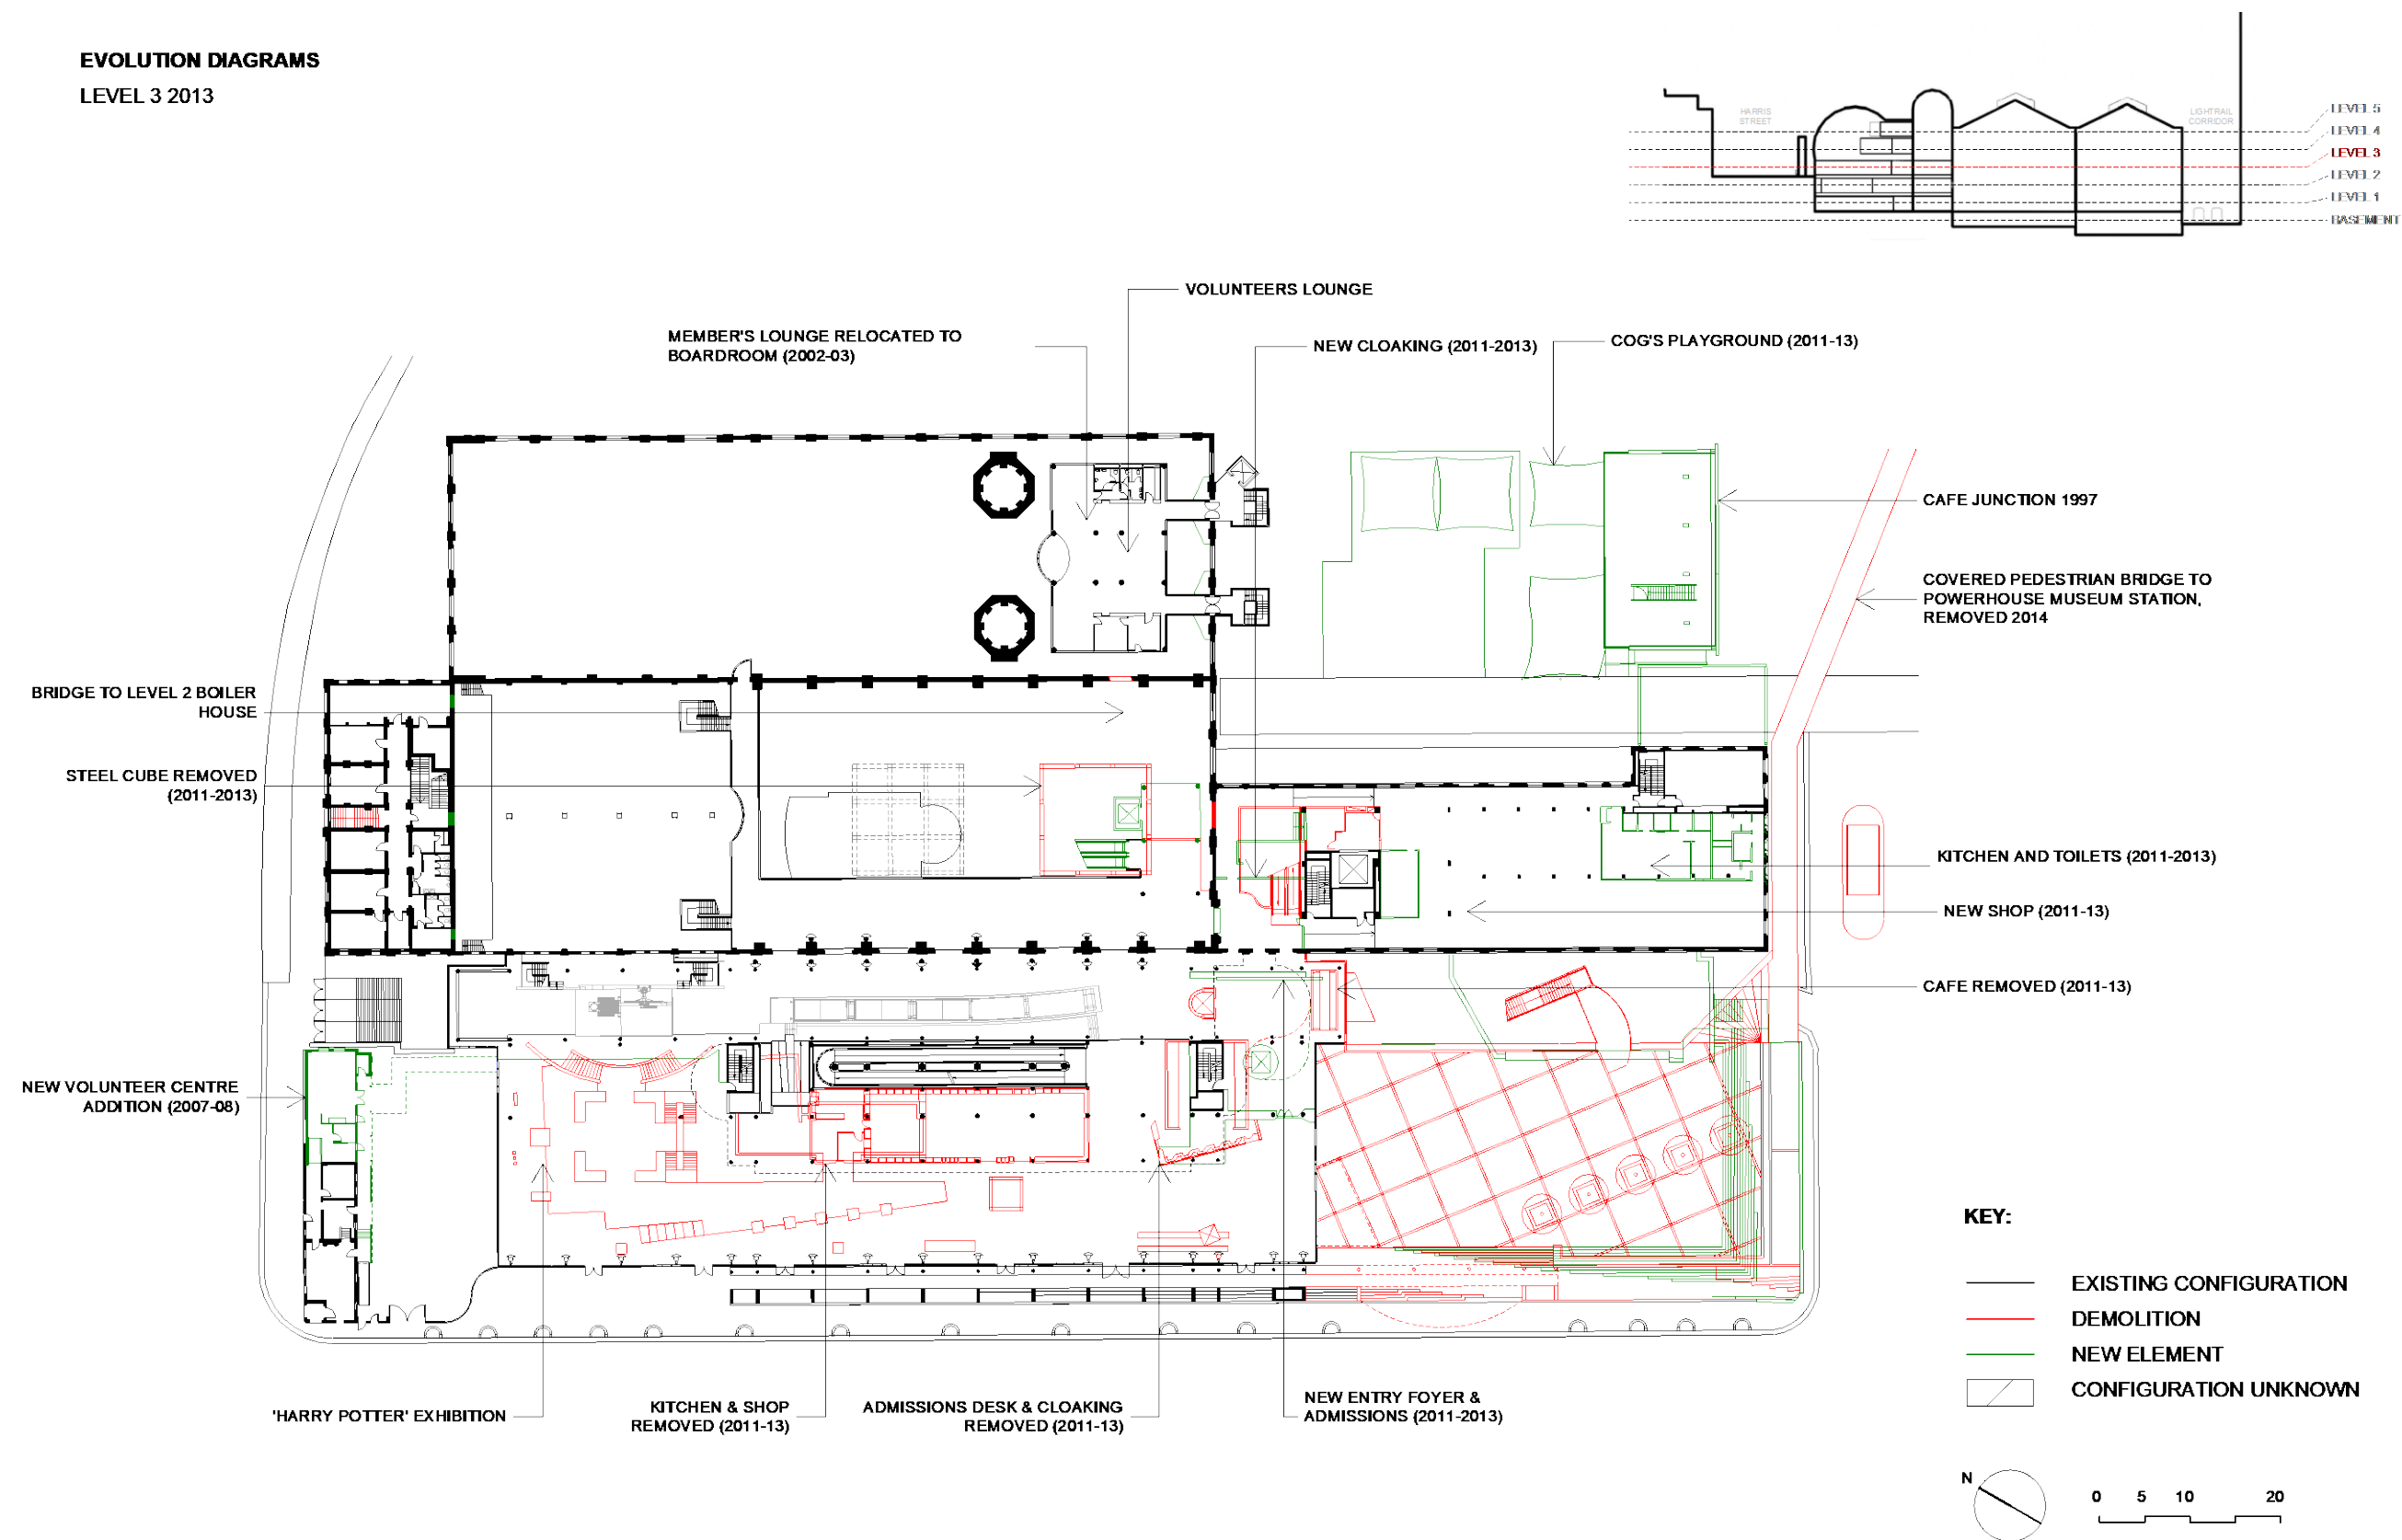 EVOLUTION DIAGRAMS
LEVEL 3 2013
HARRIS
STREET
LIGHTRAIL
CORRIDOR
LEVEL 5
LEVEL 4
LEVEL 3
LEVEL 2
LEVEL 1
BASEMENT
VOLUNTEERS LOUNGE
MEMBER'S LOUNGE RELOCATED TO
BOARDROOM (2002-03)
NEW CLOAKING (2011-2013)
COG'S PLAYGROUND (2011-13)
CAFE JUNCTION 1997
COVERED PEDESTRIAN BRIDGE TO
POWERHOUSE MUSEUM STATION,
REMOVED 2014
BRIDGE TO LEVEL 2 BOILER
HOUSE
STEEL CUBE REMOVED
(2011-2013)
KITCHEN AND TOILETS (2011-2013)
NEW SHOP (2011-13)
CAFE REMOVED (2011-13)
NEW VOLUNTEER CENTRE
ADDITION (2007-08)
'HARRY POTTER' EXHIBITION
KITCHEN & SHOP
REMOVED (2011-13)
ADMISSIONS DESK & CLOAKING
REMOVED (2011-13)
NEW ENTRY FOYER &
ADMISSIONS (2011-2013)
KEY:
EXISTING CONFIGURATION
DEMOLITION
NEW ELEMENT
CONFIGURATION UNKNOWN
N
0 5 10 20